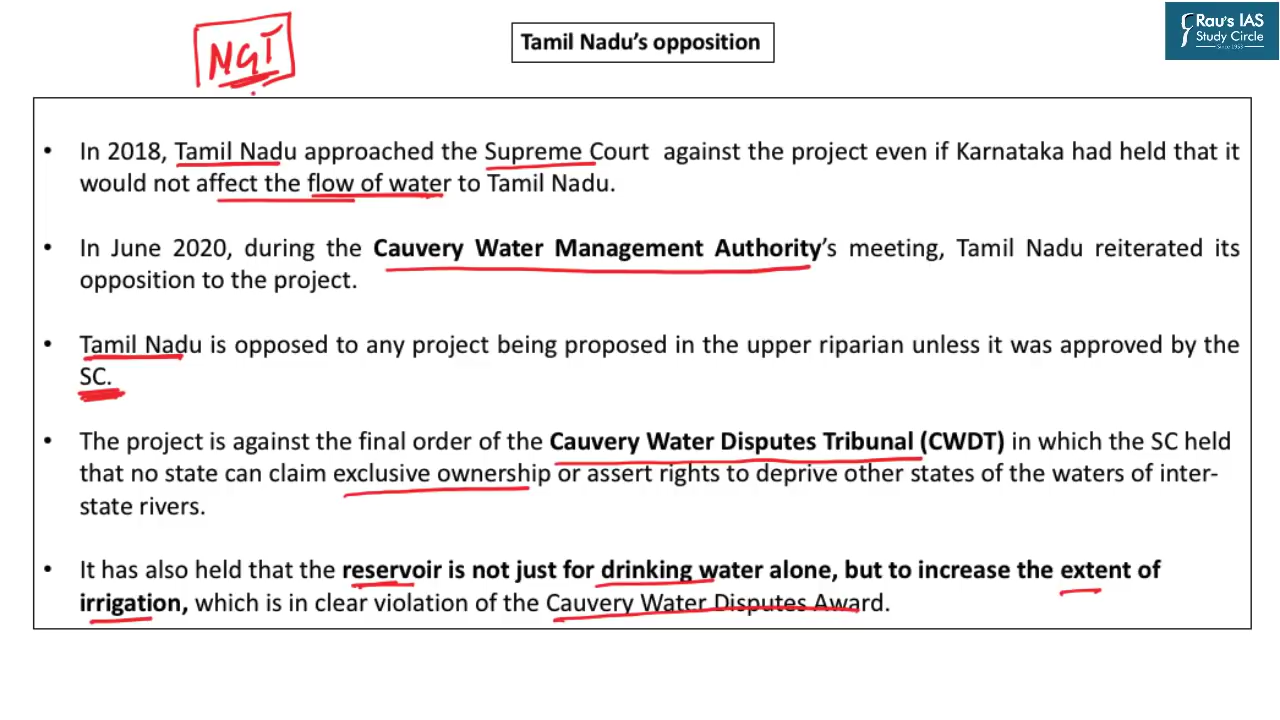 NGT
Tamil Nadu's opposition
Rau's IAS
Study Circle
Since 1953
• In 2018, Tamil Nadu approached the Supreme Court against the project even if Karnataka had held that it
would not affect the flow of water to Tamil Nadu.
• In June 2020, during the Cauvery Water Management Authority's meeting, Tamil Nadu reiterated its
opposition to the project.
• Tamil Nadu is opposed to any project being proposed in the upper riparian unless it was approved by the
SC.
• The project is against the final order of the Cauvery Water Disputes Tribunal (CWDT) in which the SC held
that no state can claim exclusive ownership or assert rights to deprive other states of the waters of inter-
state rivers.
• It has also held that the reservoir is not just for drinking water alone, but to increase the extent of
irrigation, which is in clear violation of the Cauvery Water Disputes Award.